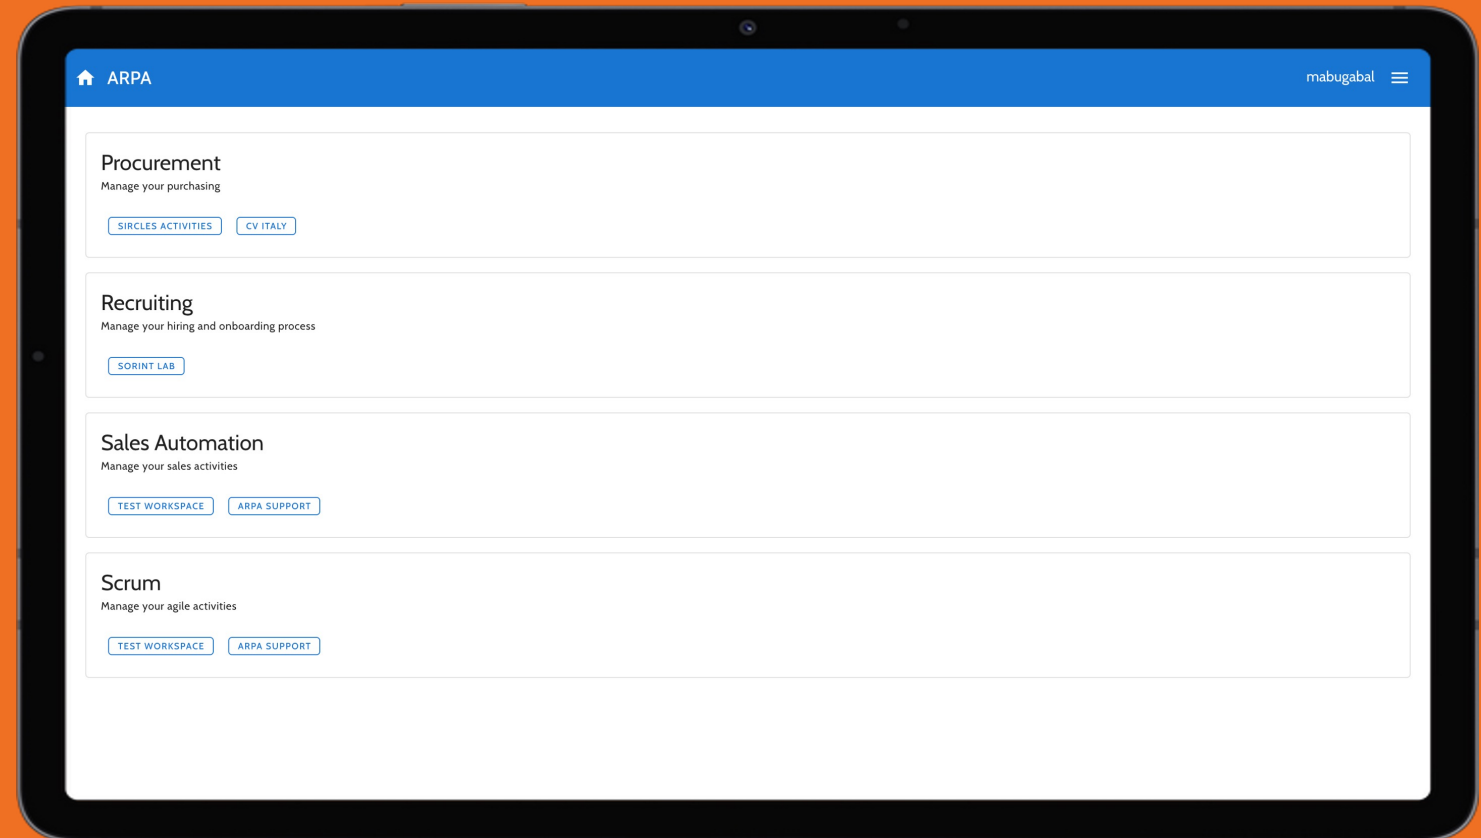 ARPA
mabugabal
Procurement
Manage your purchasing
SIRCLES ACTIVITIES
CV ITALY
Recruiting
Manage your hiring and onboarding process
SORINT LAB
Sales Automation
Manage your sales activities
TEST WORKSPACE
ARPA SUPPORT
Scrum
Manage your agile activities
TEST WORKSPACE
ARPA SUPPORT